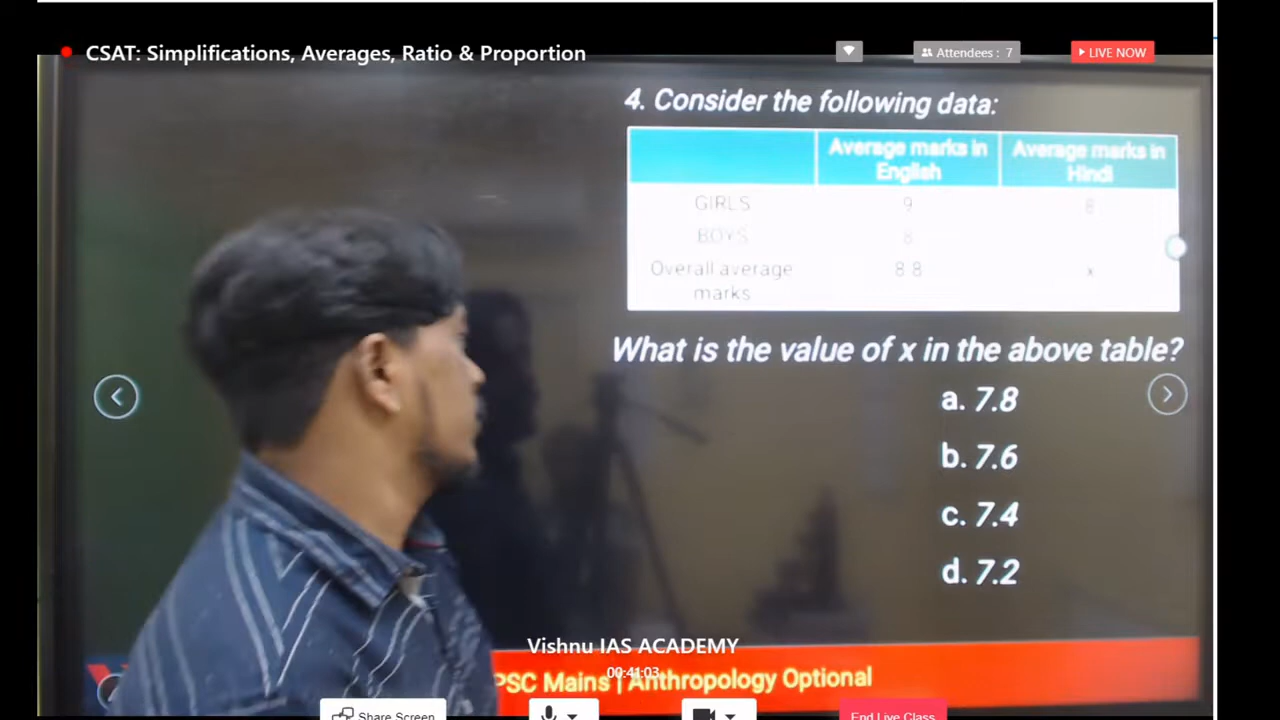 CSAT: Simplifications, Averages, Ratio & Proportion
Attendees : 7
LIVE NOW
4. Consider the following data:
Average marks in English
Average marks in Hindi
GIRLS 9 8
BOYS 8
Overall average marks 8.8 x
What is the value of x in the above table?
a. 7.8
b. 7.6
c. 7.4
d. 7.2
Vishnu IAS ACADEMY
00:41:03
PSC Mains | Anthropology Optional
Share Screen
End Live Class